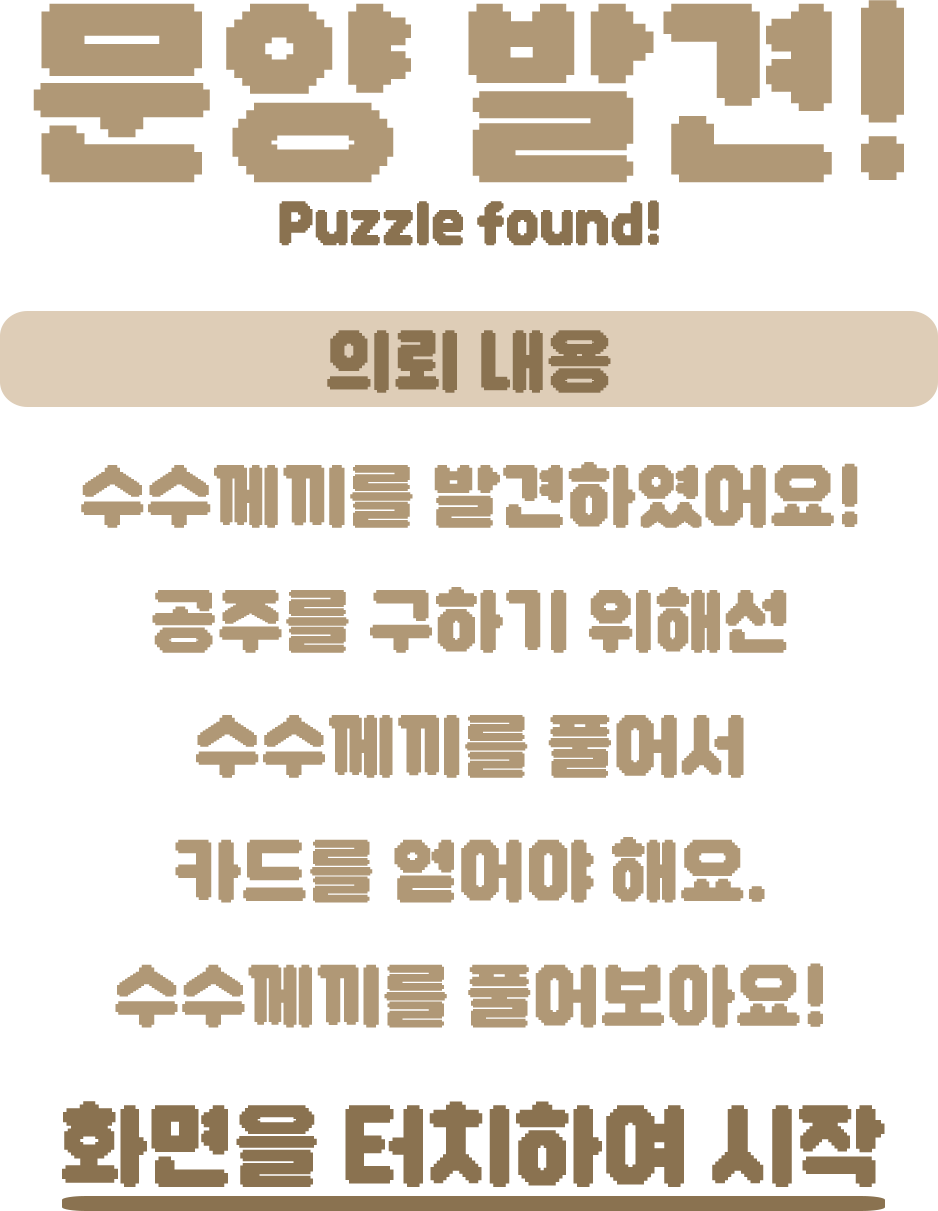 문양 발견!
Puzzle found!
의뢰 내용
수수께끼를 발견하였어요!
공주를 구하기 위해선
수수께끼를 풀어서
카드를 얻어야 해요.
수수께끼를 풀어보아요!
화면을 터치하여 시작